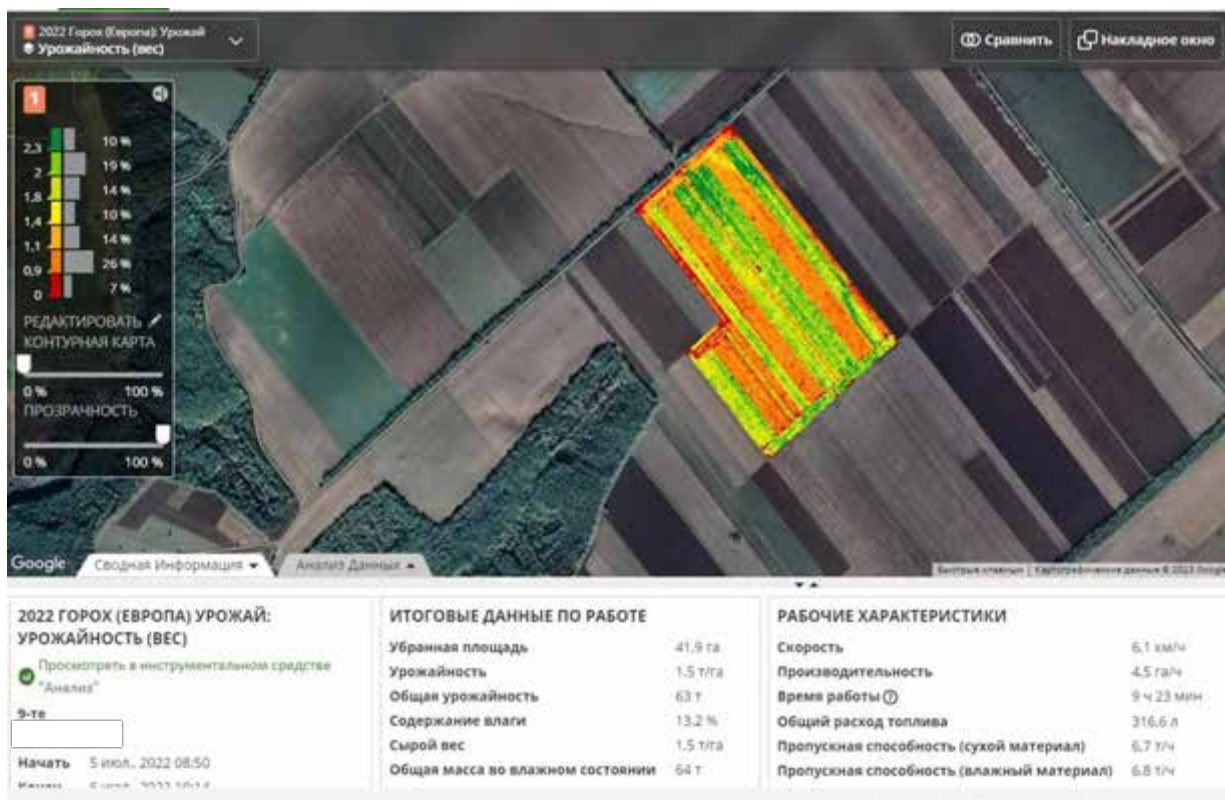 2022 Горох (Европа): Урожай
Урожайность (вес)
Сравнить
Накладное окно
1
10 %
2,3
19 %
2
14 %
1,8
10 %
1,4
14 %
1,1
26 %
0,9
7 %
0
РЕДАКТИРОВАТЬ
КОНТУРНАЯ КАРТА
0 % 100 %
ПРОЗРАЧНОСТЬ
0 % 100 %
Google
Сводная Информация
Анализ Данных
Быстрые клавиши Картографические данные © 2023 Google
2022 ГОРОХ (ЕВРОПА) УРОЖАЙ:
УРОЖАЙНОСТЬ (ВЕС)
Просмотреть в инструментальном средстве
"Анализ"
9-те
Начать 5 июл., 2022 08:50
ИТОГОВЫЕ ДАННЫЕ ПО РАБОТЕ
Убранная площадь 41,9 га
Урожайность 1.5 т/га
Общая урожайность 63 т
Содержание влаги 13.2 %
Сырой вес 1.5 т/га
Общая масса во влажном состоянии 64 т
РАБОЧИЕ ХАРАКТЕРИСТИКИ
Скорость 6,1 км/ч
Производительность 4.5 га/ч
Время работы 9 ч 23 мин
Общий расход топлива 316.6 л
Пропускная способность (сухой материал) 6,7 т/ч
Пропускная способность (влажный материал) 6.8 т/ч